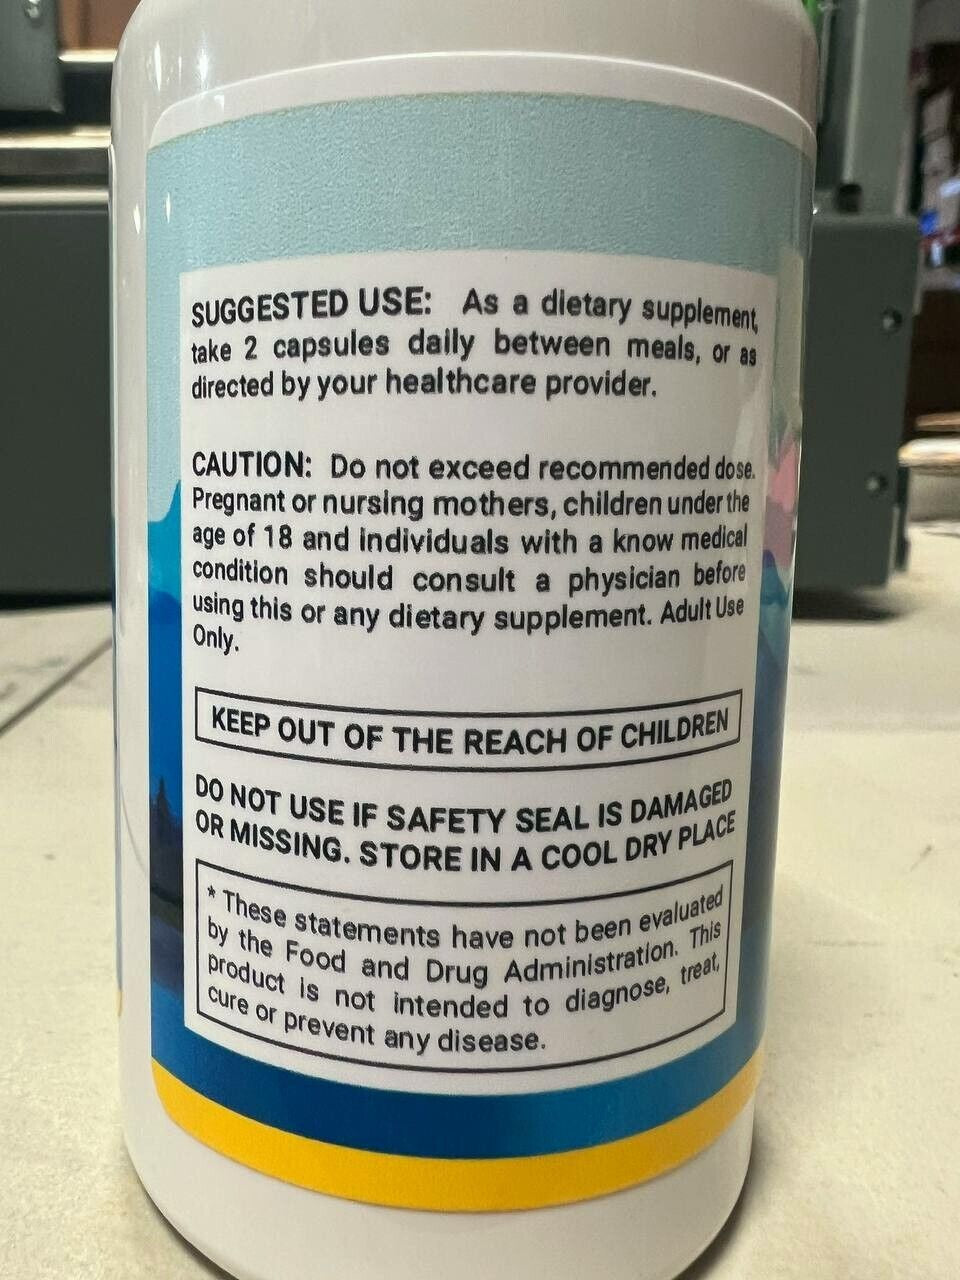 SUGGESTED USE: As a dietary supplement,
take 2 capsules daily between meals, or as
directed by your healthcare provider.
CAUTION: Do not exceed recommended dose.
Pregnant or nursing mothers, children under the
age of 18 and individuals with a know medical
condition should consult a physician before
using this or any dietary supplement. Adult Use
Only.
KEEP OUT OF THE REACH OF CHILDREN
DO NOT USE IF SAFETY SEAL IS DAMAGED
OR MISSING. STORE IN A COOL DRY PLACE
* These statements have not been evaluated
by the Food and Drug Administration. This
product is not intended to diagnose, treat,
cure or prevent any disease.